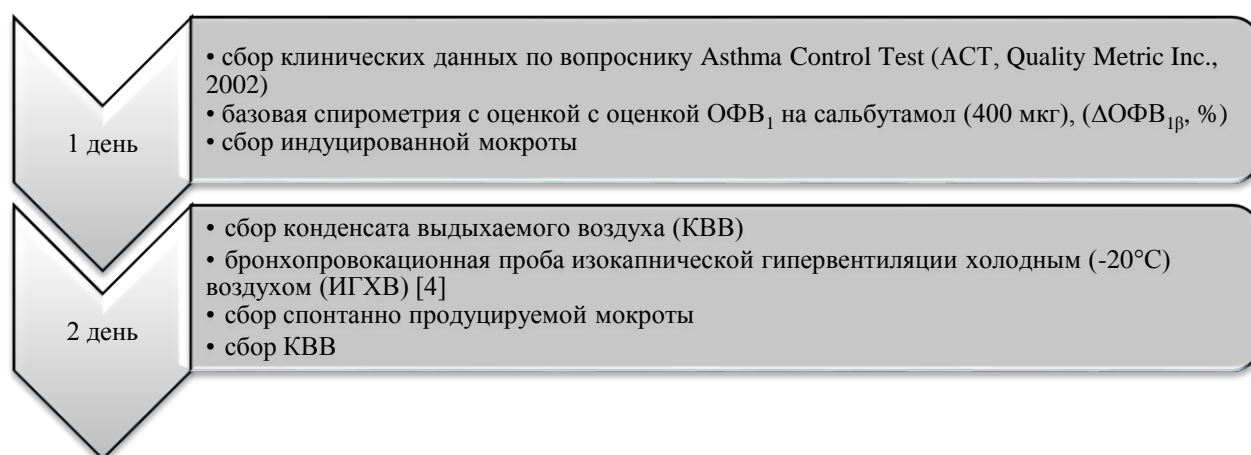 1 день
• сбор клинических данных по вопроснику Asthma Control Test (ACT, Quality Metric Inc.,
2002)
• базовая спирометрия с оценкой с оценкой ОФВ₁ на сальбутамол (400 мкг), (ΔОФВ₁ᵦ, %)
• сбор индуцированной мокроты
2 день
• сбор конденсата выдыхаемого воздуха (КВВ)
• бронхопровокационная проба изокапнической гипервентиляции холодным (-20°С)
воздухом (ИГХВ) [4]
• сбор спонтанно продуцируемой мокроты
• сбор КВВ